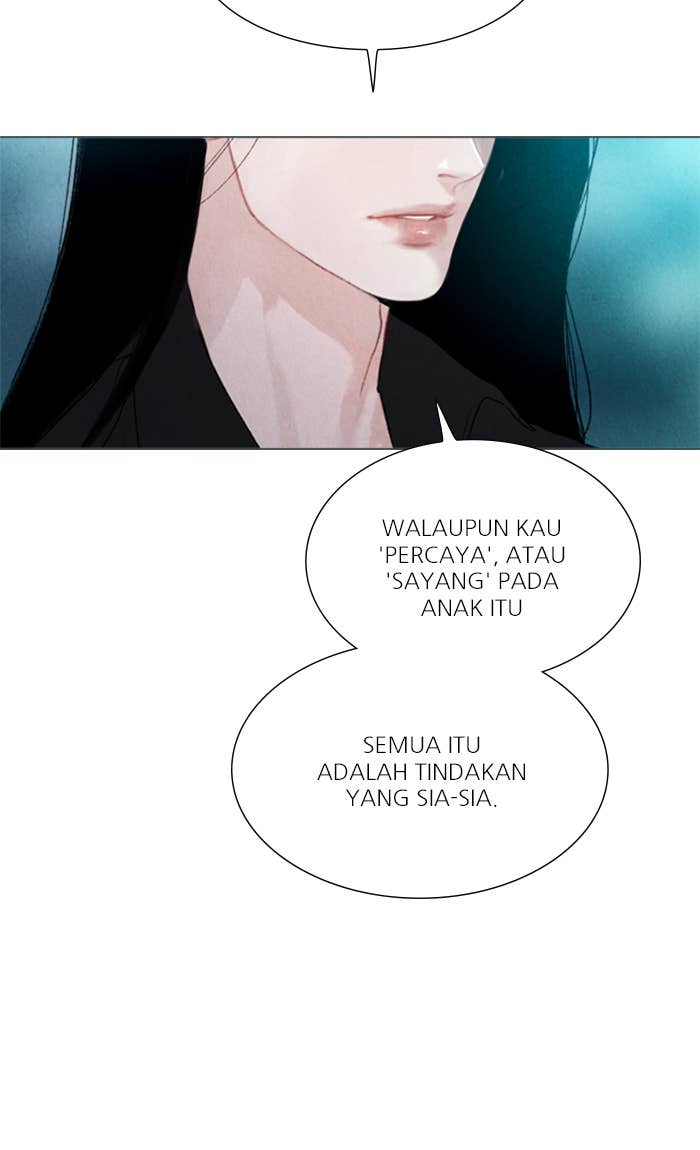 WALAUPUN KAU
'PERCAYA', ATAU
'SAYANG' PADA
ANAK ITU
SEMUA ITU
ADALAH TINDAKAN
YANG SIA-SIA.